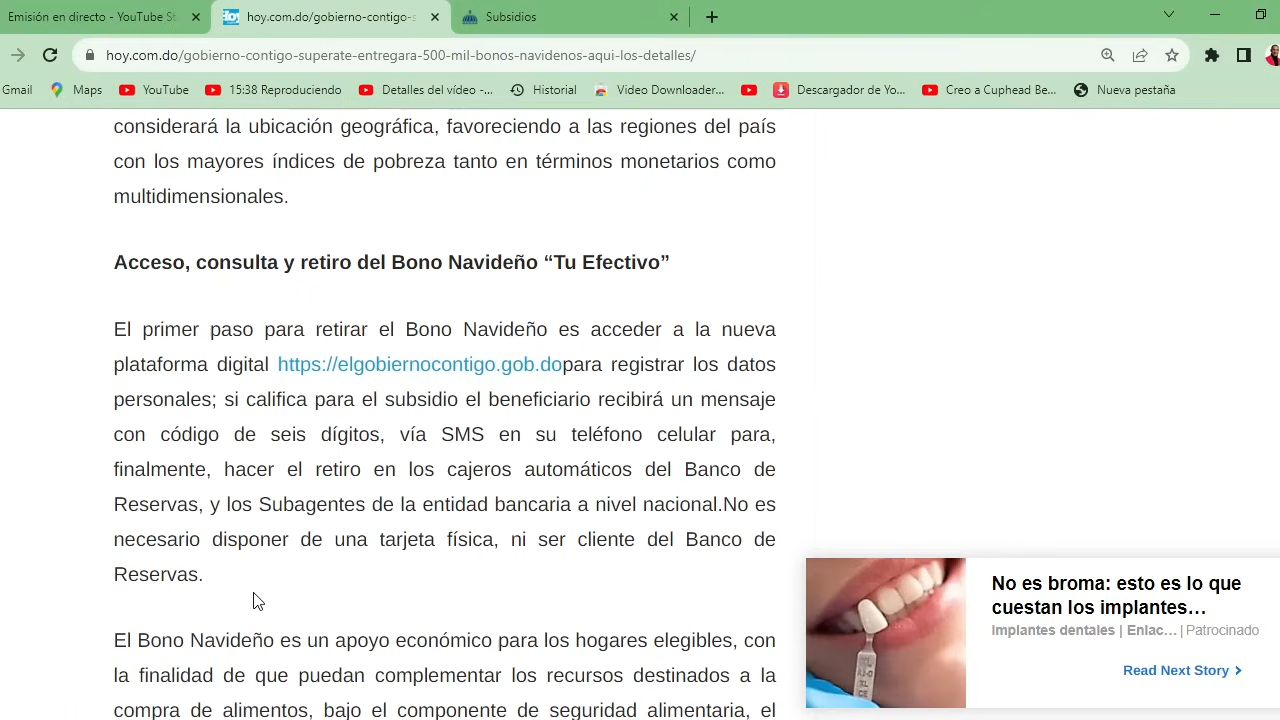 Emisión en directo - YouTube St
hoy.com.do/gobierno-contigo-s
Subsidios
hoy.com.do/gobierno-contigo-superate-entregara-500-mil-bonos-navidenos-aqui-los-detalles/
Gmail
Maps
YouTube
15:38 Reproduciendo
Detalles del vídeo -...
Historial
Video Downloader...
Descargador de Yo...
Creo a Cuphead Be...
Nueva pestaña
considerará la ubicación geográfica, favoreciendo a las regiones del país
con los mayores índices de pobreza tanto en términos monetarios como
multidimensionales.
Acceso, consulta y retiro del Bono Navideño “Tu Efectivo”
El primer paso para retirar el Bono Navideño es acceder a la nueva
plataforma digital https://elgobiernocontigo.gob.dopara registrar los datos
personales; si califica para el subsidio el beneficiario recibirá un mensaje
con código de seis dígitos, vía SMS en su teléfono celular para,
finalmente, hacer el retiro en los cajeros automáticos del Banco de
Reservas, y los Subagentes de la entidad bancaria a nivel nacional.No es
necesario disponer de una tarjeta física, ni ser cliente del Banco de
Reservas.
El Bono Navideño es un apoyo económico para los hogares elegibles, con
la finalidad de que puedan complementar los recursos destinados a la
compra de alimentos, bajo el componente de seguridad alimentaria, el
No es broma: esto es lo que
cuestan los implantes…
Implantes dentales | Enlac… | Patrocinado
Read Next Story